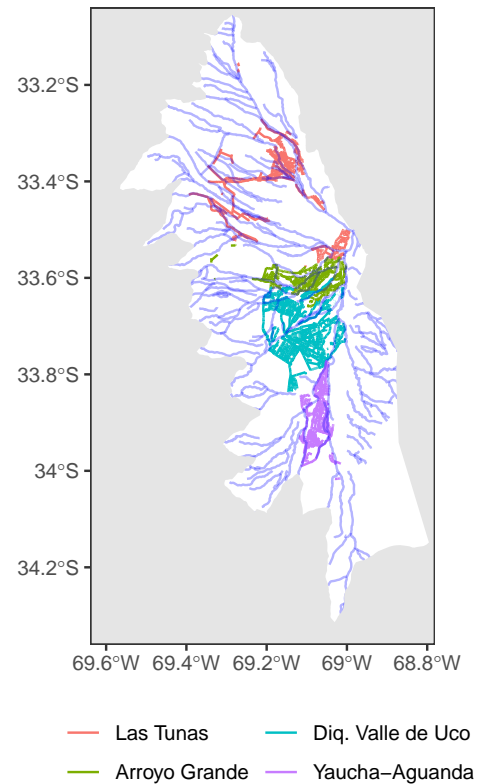 33.2°S
33.4°S
33.6°S
33.8°S
34°S
34.2°S
69.6°W 69.4°W 69.2°W 69°W 68.8°W
Las Tunas Diq. Valle de Uco
Arroyo Grande Yaucha−Aguanda